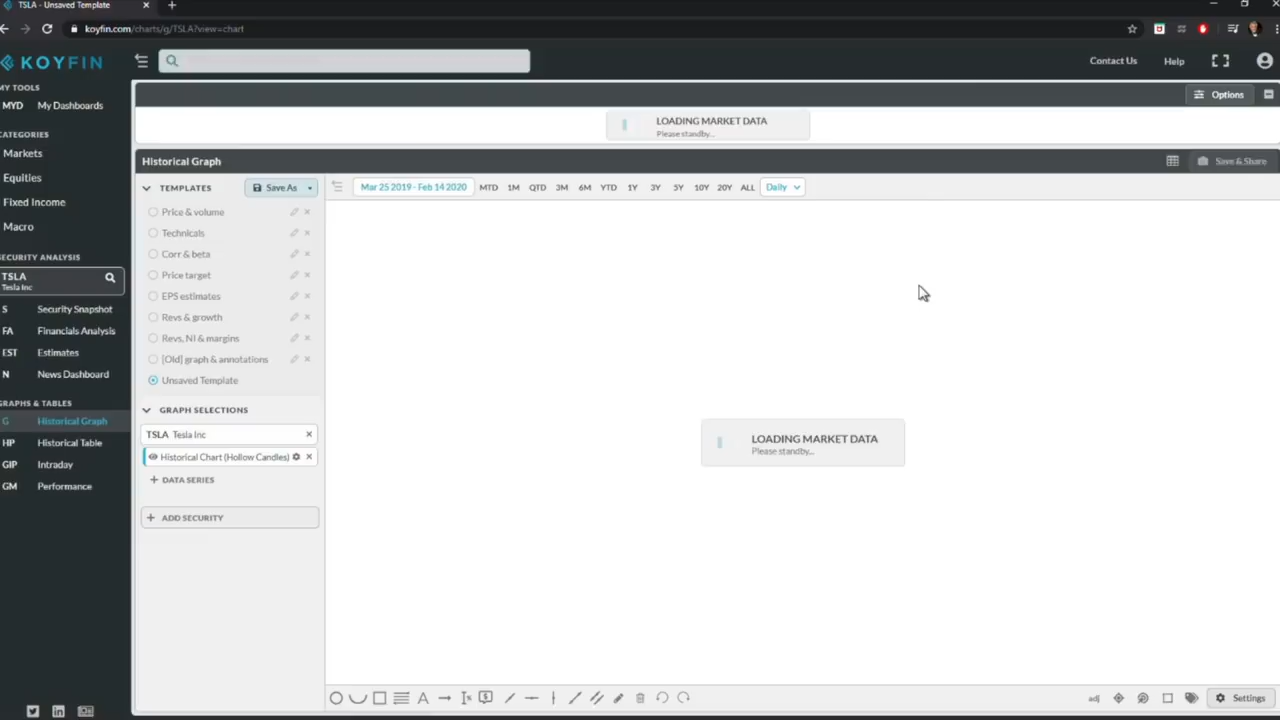 TSLA - Unsaved Template
koyfin.com/charts/g/TSLA?view=chart
KOYFIN
Contact Us
Help
MY TOOLS
MYD My Dashboards
CATEGORIES
Markets
Equities
Fixed Income
Macro
SECURITY ANALYSIS
TSLA
Tesla Inc
S Security Snapshot
FA Financials Analysis
EST Estimates
N News Dashboard
GRAPHS & TABLES
G Historical Graph
HP Historical Table
GIP Intraday
GM Performance
Options
LOADING MARKET DATA
Please standby...
Historical Graph
Save & Share
TEMPLATES
Save As
Price & volume
Technicals
Corr & beta
Price target
EPS estimates
Revs & growth
Revs, NI & margins
[Old] graph & annotations
Unsaved Template
GRAPH SELECTIONS
TSLA Tesla Inc
Historical Chart (Hollow Candles)
+ DATA SERIES
+ ADD SECURITY
Mar 25 2019 - Feb 14 2020 MTD 1M QTD 3M 6M YTD 1Y 3Y 5Y 10Y 20Y ALL Daily
LOADING MARKET DATA
Please standby...
adj
Settings